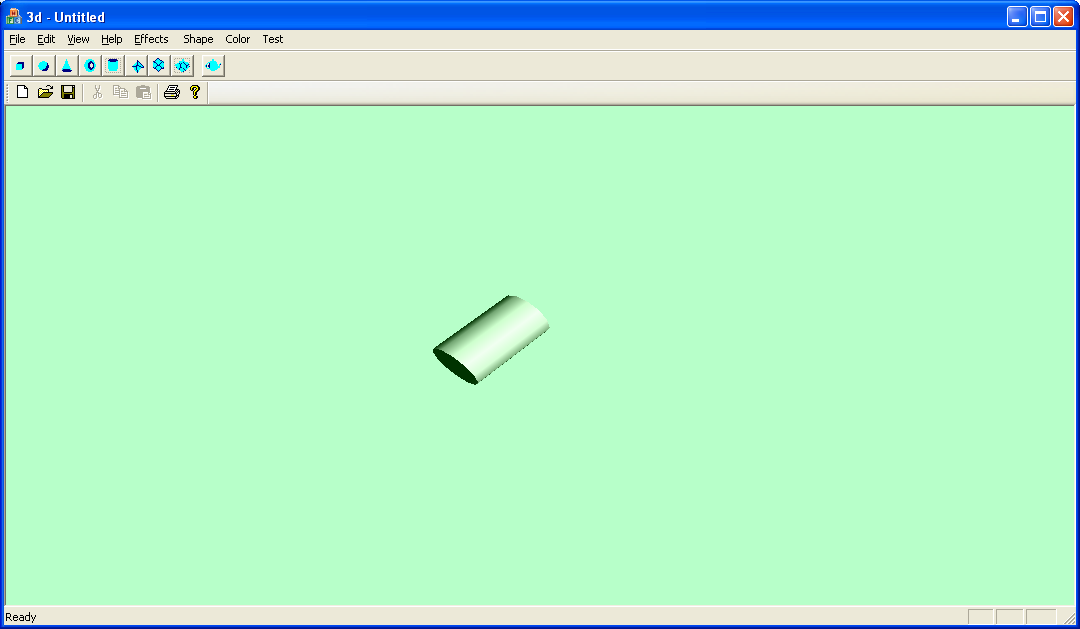 3d - Untitled
File Edit View Help Effects Shape Color Test
Ready